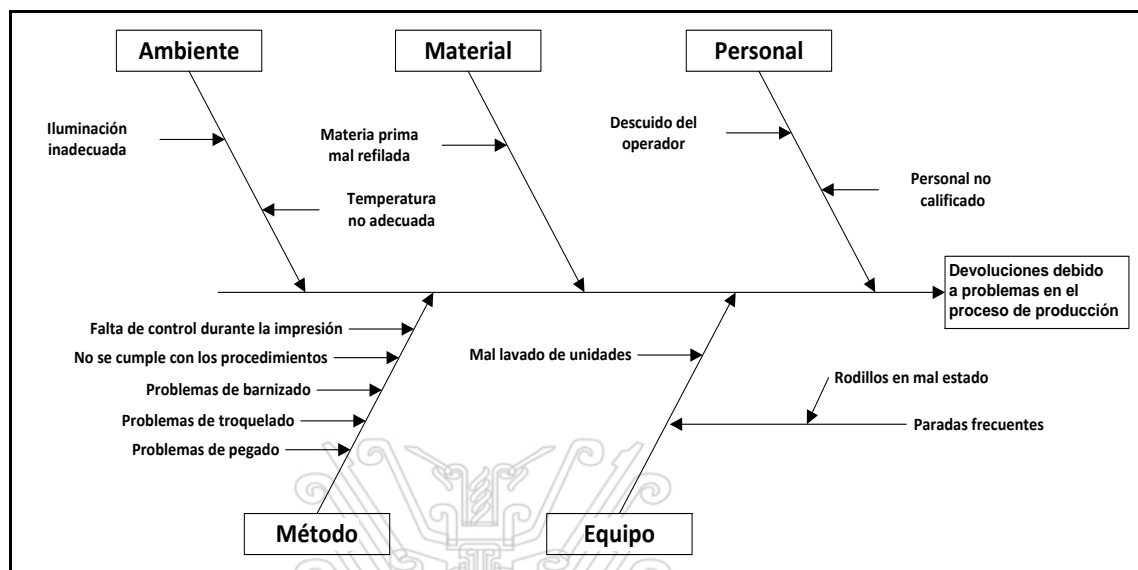 Ambiente
Material
Personal
Iluminación
inadecuada
Temperatura
no adecuada
Materia prima
mal refilada
Descuido del
operador
Personal no
calificado
Devoluciones debido
a problemas en el
proceso de producción
Falta de control durante la impresión
No se cumple con los procedimientos
Problemas de barnizado
Problemas de troquelado
Problemas de pegado
Mal lavado de unidades
Rodillos en mal estado
Paradas frecuentes
Método
Equipo